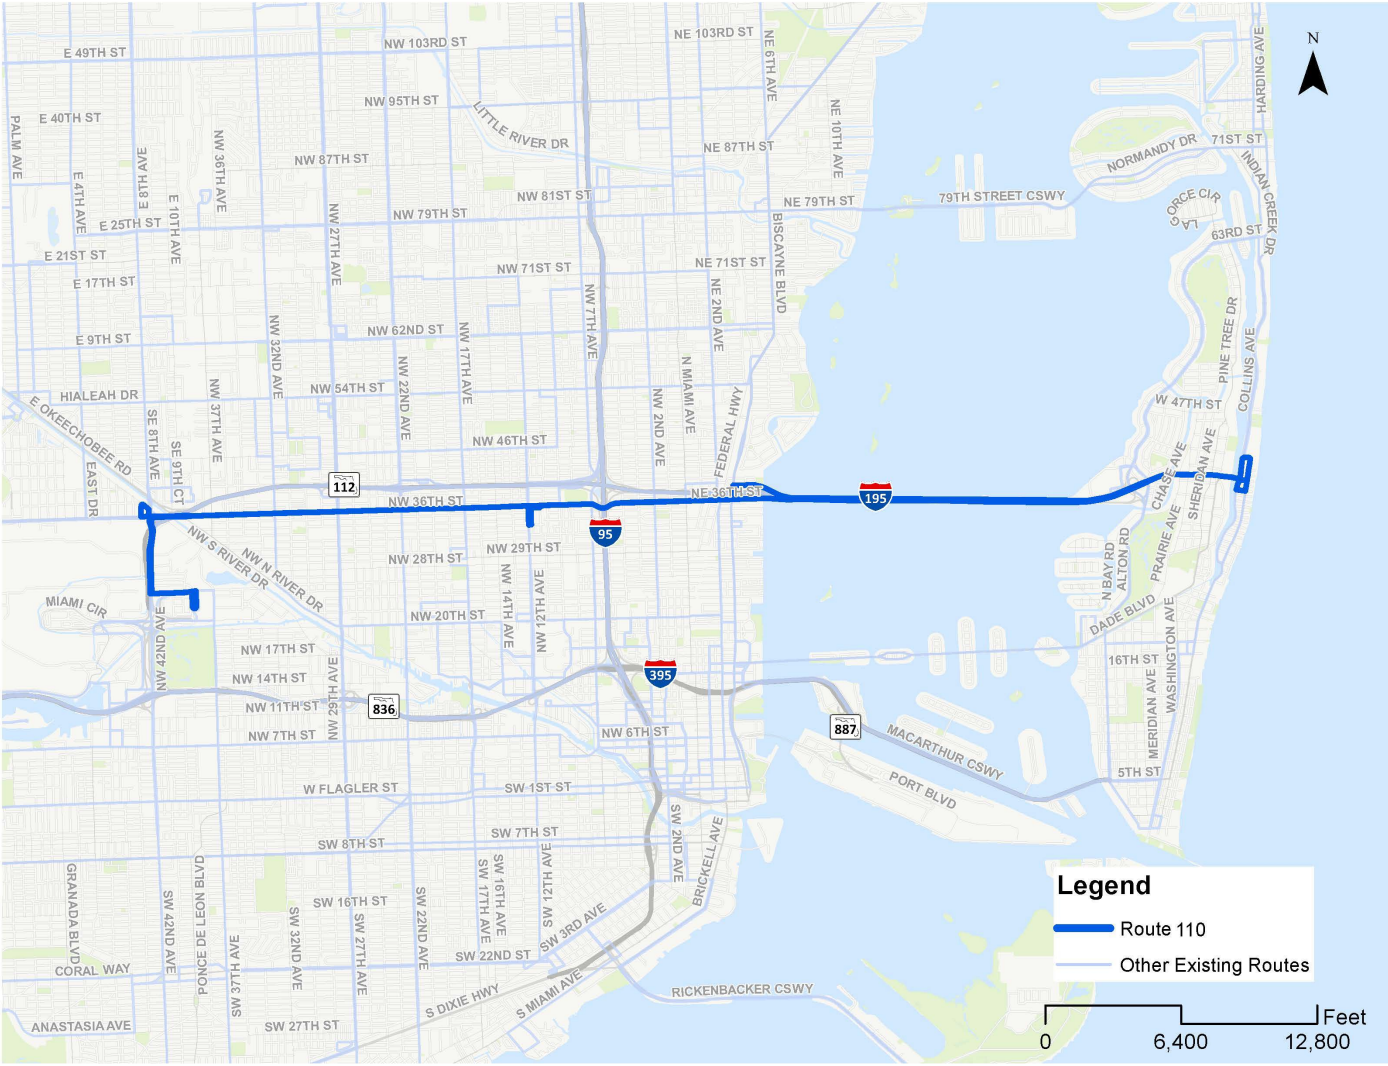 N
E 49TH ST
NW 103RD ST
NE 103RD ST
NE 6TH AVE
HARDING AVE
NW 95TH ST
LITTLE RIVER DR
NE 10TH AVE
PALM AVE
E 40TH ST
NW 36TH AVE
E 8TH AVE
NW 87TH ST
NE 87TH ST
71ST ST
NORMANDY DR
INDIAN CREEK DR
E 4TH AVE
E 10TH AVE
NW 81ST ST
NE 79TH ST
79TH STREET CSWY
LA GORCE CIR
NW 79TH ST
E 25TH ST
NW 27TH AVE
BISCAYNE BLVD
63RD ST
E 21ST ST
NW 71ST ST
NE 71ST ST
E 17TH ST
NW 7TH AVE
NE 2ND AVE
PINE TREE DR
NW 32ND AVE
NW 62ND ST
NW 17TH AVE
E 9TH ST
COLLINS AVE
NW 22ND AVE
N MIAMI AVE
NW 54TH ST
HIALEAH DR
NW 37TH AVE
NW 2ND AVE
FEDERAL HWY
W 47TH ST
E OKEECHOBEE RD
SE 8TH AVE
SE 9TH CT
NW 46TH ST
CHASE AVE
SHERIDAN AVE
EAST DR
112
NW 36TH ST
NE 36TH ST
195
95
PRAIRIE AVE
NW S RIVER DR
NW N RIVER DR
NW 28TH ST
NW 29TH ST
N BAY RD
ALTON RD
NW 14TH AVE
NW 12TH AVE
MIAMI CIR
NW 20TH ST
DADE BLVD
WASHINGTON AVE
NW 42ND AVE
NW 17TH ST
NW 29TH AVE
NW 14TH ST
395
16TH ST
MERIDIAN AVE
NW 11TH ST
836
NW 7TH ST
NW 6TH ST
887
MACARTHUR CSWY
5TH ST
PORT BLVD
W FLAGLER ST
SW 1ST ST
SW 7TH ST
SW 8TH ST
SW 2ND AVE
BRICKELL AVE
GRANADA BLVD
SW 42ND AVE
PONCE DE LEON BLVD
SW 37TH AVE
SW 32ND AVE
SW 16TH ST
SW 27TH AVE
SW 22ND AVE
SW 17TH AVE
SW 16TH AVE
SW 12TH AVE
SW 3RD AVE
SW 22ND ST
CORAL WAY
S DIXIE HWY
S MIAMI AVE
RICKENBACKER CSWY
ANASTASIA AVE
SW 27TH ST
Legend
Route 110
Other Existing Routes
Feet
0 6,400 12,800